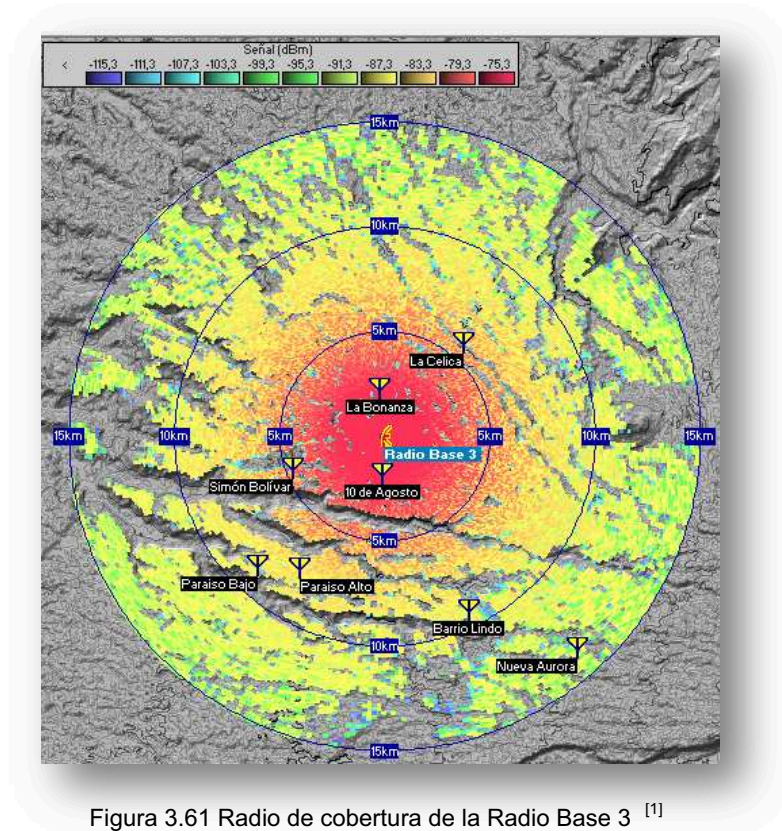 Señal (dBm)
< -115,3 -111,3 -107,3 -103,3 -99,3 -95,3 -91,3 -87,3 -83,3 -79,3 -75,3
15km
10km
5km
La Celica
La Bonanza
15km 10km 5km 5km 10km 15km
Radio Base 3
Simón Bolívar
10 de Agosto
5km
Paraiso Bajo
Paraiso Alto
Barrio Lindo
10km
Nueva Aurora
15km
Figura 3.61 Radio de cobertura de la Radio Base 3 [1]